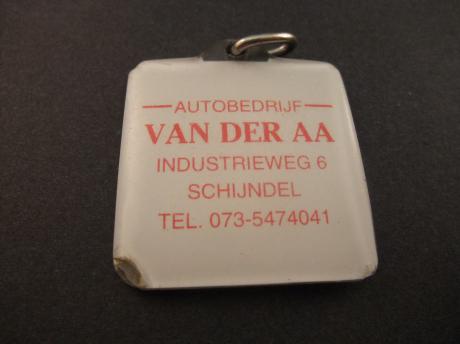 AUTOBEDRIJF
VAN DER AA
INDUSTRIEWEG 6
SCHIJNDEL
TEL. 073-5474041